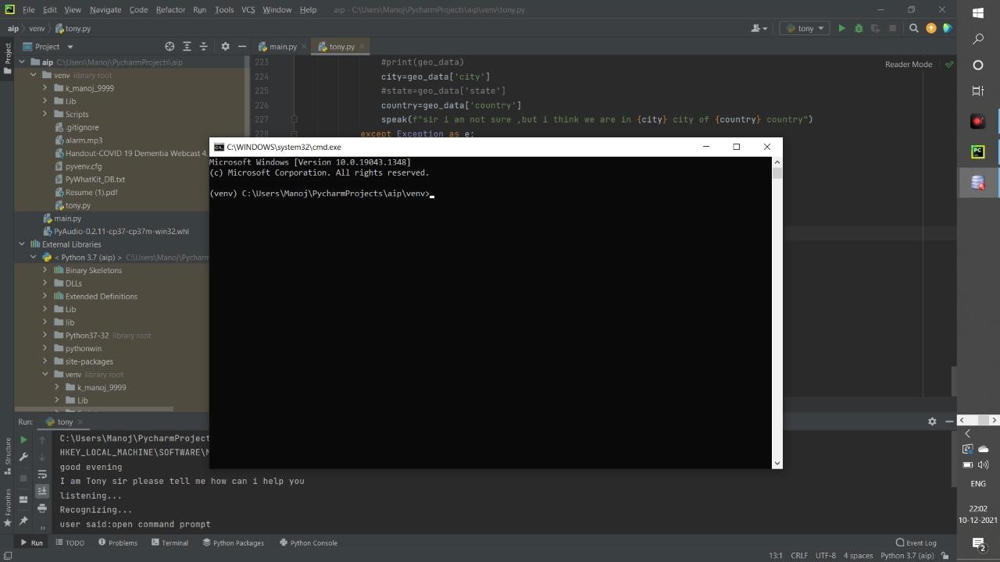 File Edit View Navigate Code Refactor Run Tools VCS Window Help aip - C:\Users\Manoj\PycharmProjects\aip\venv\tony.py
aip venv tony.py
tony
Project
main.py
tony.py
Reader Mode
aip C:\Users\Manoj\PycharmProjects\aip
venv library root
k_manoj_9999
Lib
Scripts
.gitignore
alarm.mp3
Handout-COVID 19 Dementia Webcast 4.
pyvenv.cfg
PyWhatKit_DB.txt
Resume (1).pdf
tony.py
main.py
PyAudio-0.2.11-cp37-cp37m-win32.whl
External Libraries
< Python 3.7 (aip) > C:\Users\Manoj\Pycharm
Binary Skeletons
DLLs
Extended Definitions
Lib
lib
Python37-32 library root
pythonwin
site-packages
venv library root
k_manoj_9999
Lib
223 #print(geo_data)
224 city=geo_data['city']
225 #state=geo_data['state']
226 country=geo_data['country']
227 speak(f"sir i am not sure ,but i think we are in {city} city of {country} country")
228 except Exception as e:
C:\WINDOWS\system32\cmd.exe
Microsoft Windows [Version 10.0.19043.1348]
(c) Microsoft Corporation. All rights reserved.
(venv) C:\Users\Manoj\PycharmProjects\aip\venv>
Run: tony
C:\Users\Manoj\PycharmProject
HKEY_LOCAL_MACHINE\SOFTWARE\M
good evening
I am Tony sir please tell me how can i help you
listening...
Recognizing...
user said:open command prompt
Project
Structure
Favorites
Run TODO Problems Terminal Python Packages Python Console Event Log
13:1 CRLF UTF-8 4 spaces Python 3.7 (aip)
ENG
22:02
10-12-2021
2